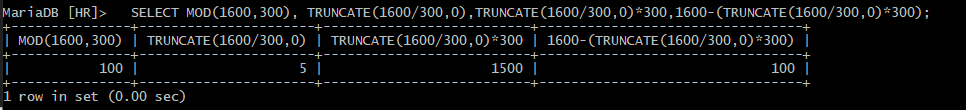 MariaDB [HR]>   SELECT MOD(1600,300), TRUNCATE(1600/300,0),TRUNCATE(1600/300,0)*300,1600-(TRUNCATE(1600/300,0)*300);
+---------------+----------------------+--------------------------+---------------------------------+
| MOD(1600,300) | TRUNCATE(1600/300,0) | TRUNCATE(1600/300,0)*300 | 1600-(TRUNCATE(1600/300,0)*300) |
+---------------+----------------------+--------------------------+---------------------------------+
|           100 |                    5 |                     1500 |                             100 |
+---------------+----------------------+--------------------------+---------------------------------+
1 row in set (0.00 sec)